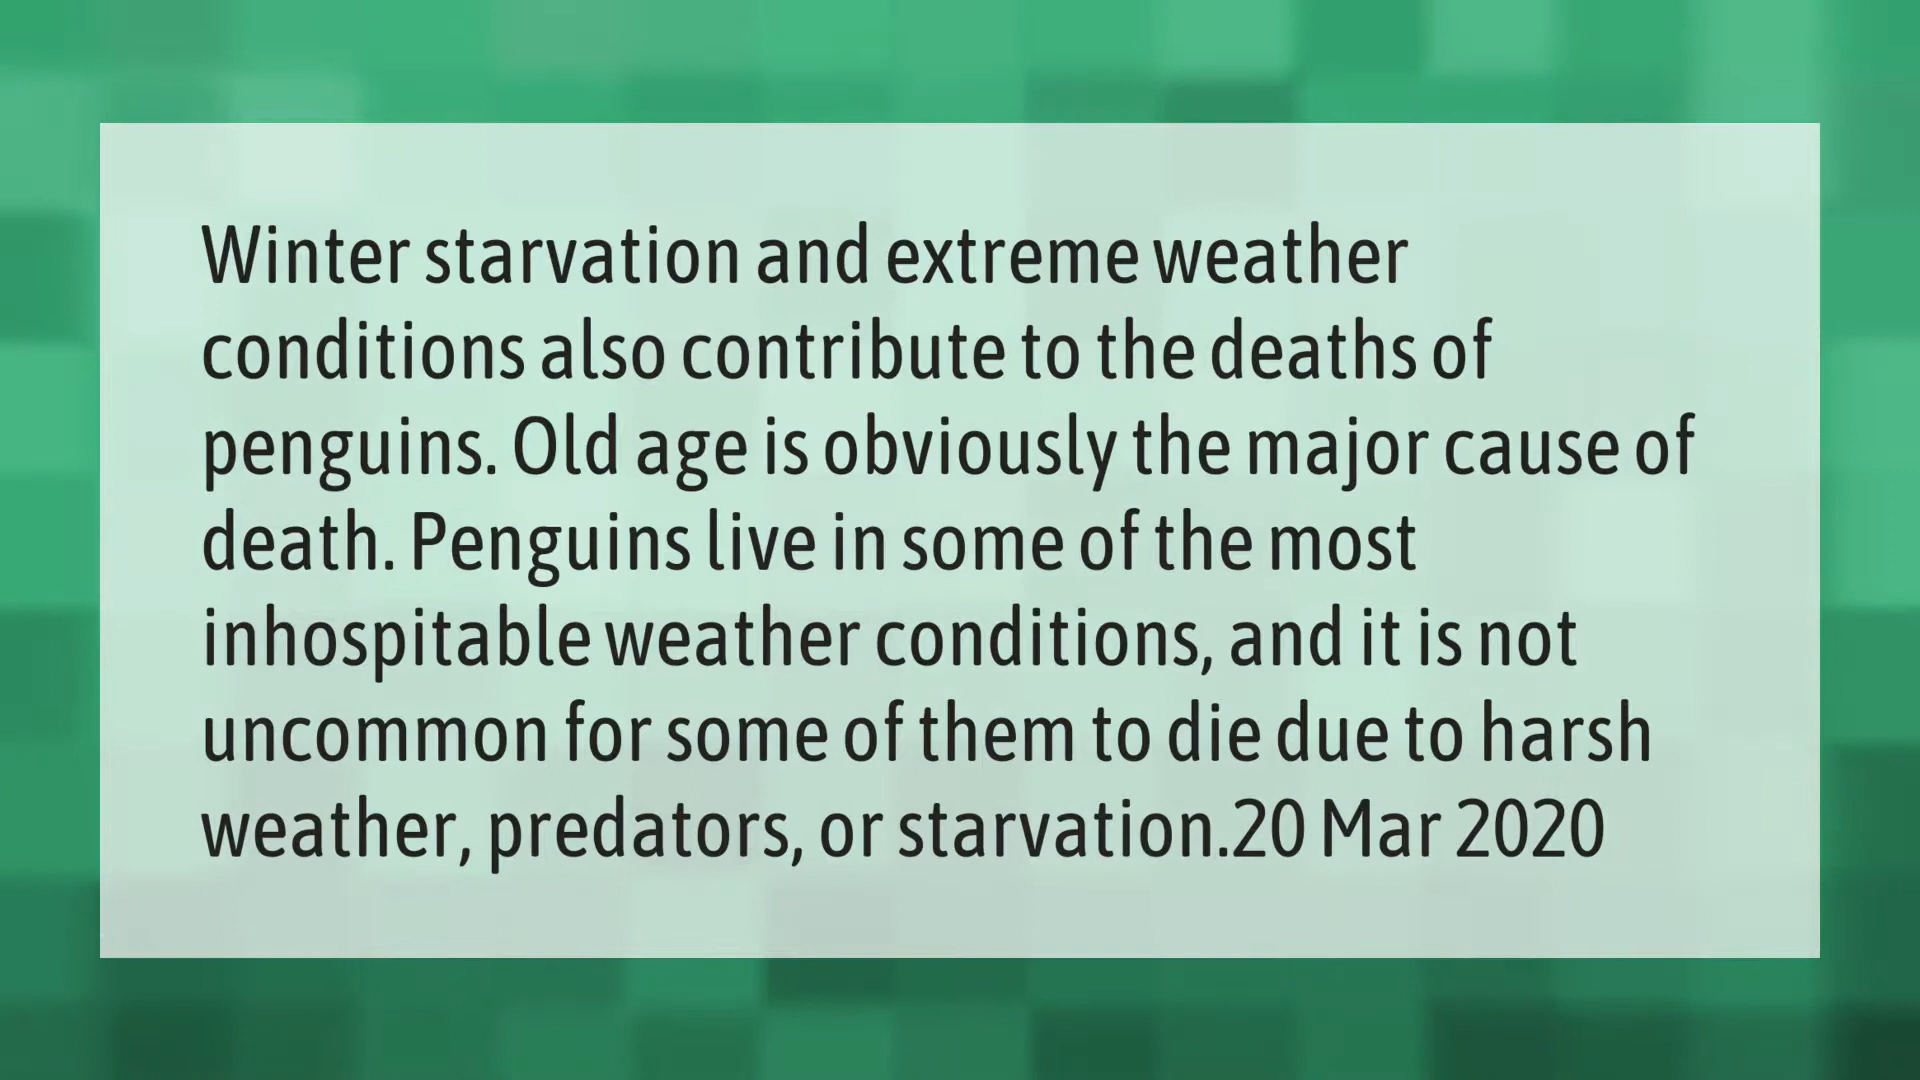 Winter starvation and extreme weather
conditions also contribute to the deaths of
penguins. Old age is obviously the major cause of
death. Penguins live in some of the most
inhospitable weather conditions, and it is not
uncommon for some of them to die due to harsh
weather, predators, or starvation.20 Mar 2020